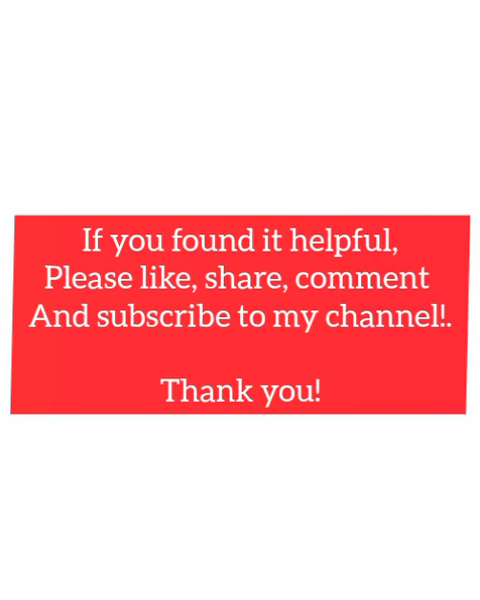 If you found it helpful,
Please like, share, comment
And subscribe to my channel!.
Thank you!